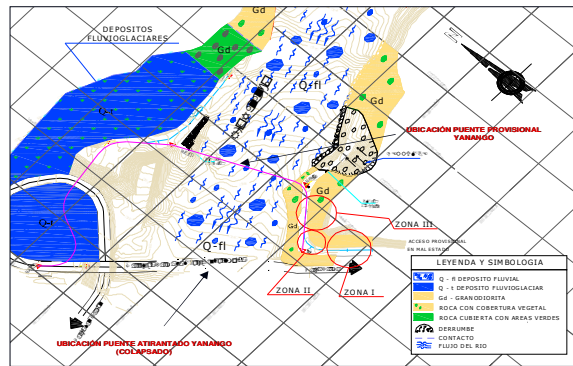 Gd
DEPOSITOS
FLUVIOGLACIARES
Gd
Q-fl
Gd
Q-t
UBICACIÓN PUENTE PROVISIONAL
YANANGO
Gd
ZONA III
Gd
Q-t
Q-fl
ACCESO PROVISIONAL
EN MAL ESTADO
ZONA II
ZONA I
UBICACIÓN PUENTE ATIRANTADO YANANGO
(COLAPSADO)
LEYENDA Y SIMBOLOGIA
Q - fl DEPOSITO FLUVIAL
Q - t DEPOSITO FLUVIOGLACIAR
Gd - GRANODIORITA
ROCA CON COBERTURA VEGETAL
ROCA CUBIERTA CON AREAS VERDES
DERRUMBE
CONTACTO
FLUJO DEL RIO